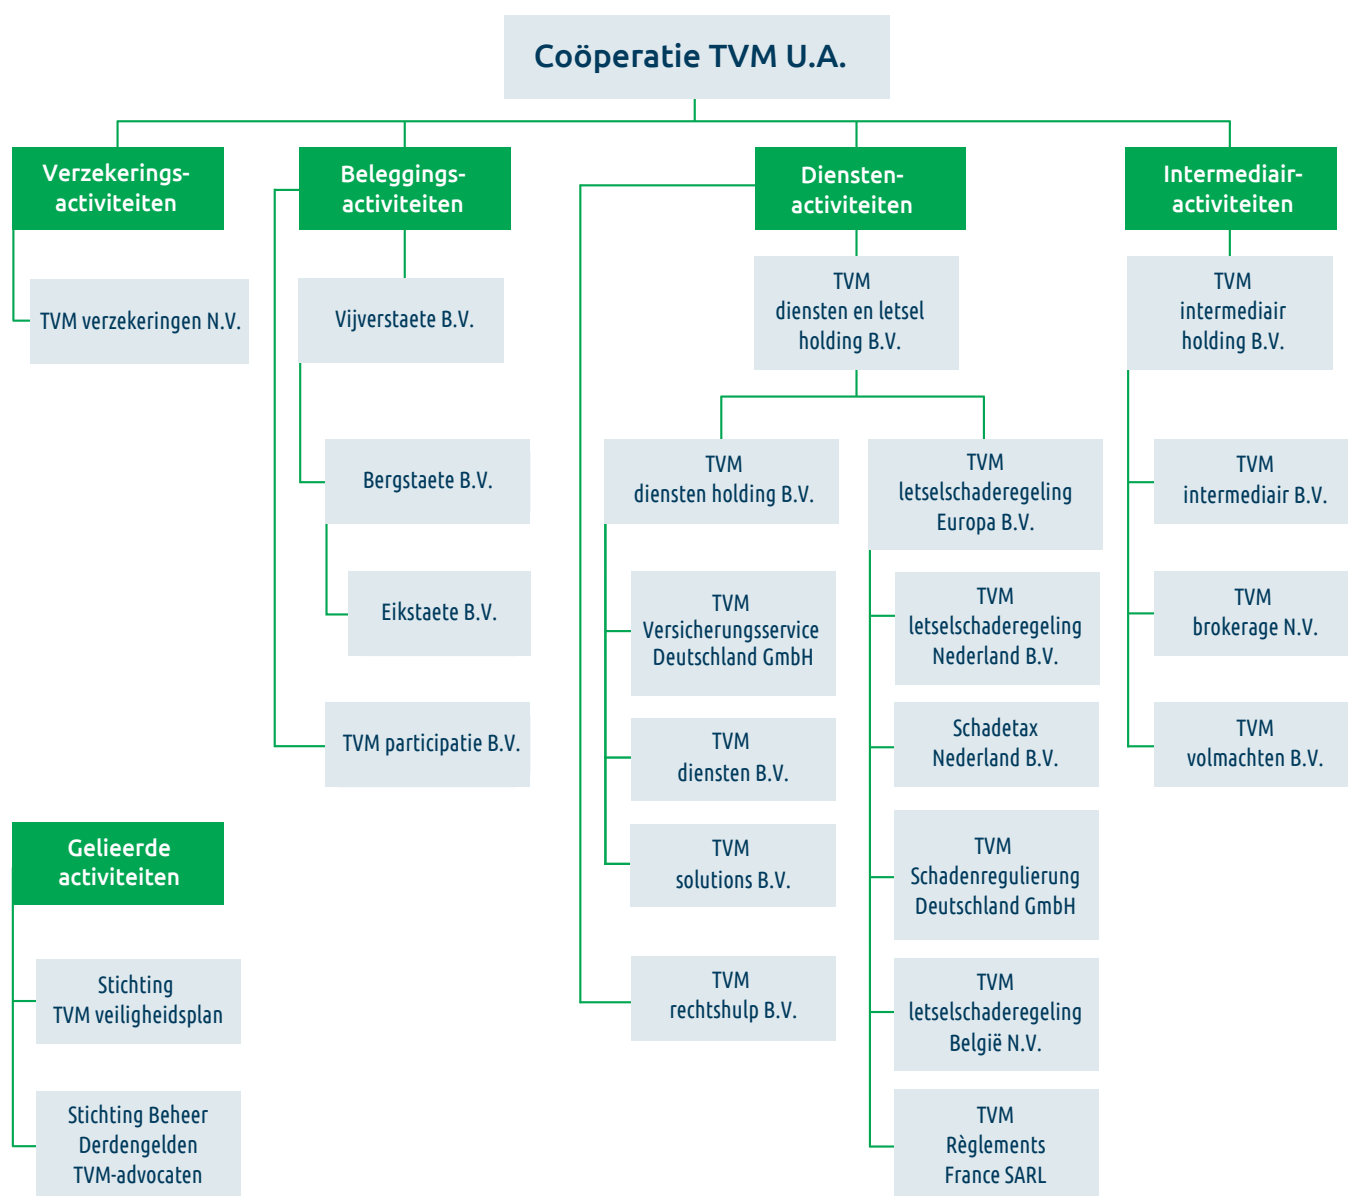 Coöperatie TVM U.A.
Verzekerings-
activiteiten
TVM verzekeringen N.V.
Beleggings-
activiteiten
Vijverstaete B.V.
Bergstaete B.V.
Eikstaete B.V.
TVM participatie B.V.
Diensten-
activiteiten
TVM
diensten en letsel
holding B.V.
TVM
diensten holding B.V.
TVM
Versicherungsservice
Deutschland GmbH
TVM
diensten B.V.
TVM
solutions B.V.
TVM
rechtshulp B.V.
TVM
letselschaderegeling
Europa B.V.
TVM
letselschaderegeling
Nederland B.V.
Schadetax
Nederland B.V.
TVM
Schadenregulierung
Deutschland GmbH
TVM
letselschaderegeling
België N.V.
TVM
Règlements
France SARL
Intermediair-
activiteiten
TVM
intermediair
holding B.V.
TVM
intermediair B.V.
TVM
brokerage N.V.
TVM
volmachten B.V.
Gelieerde
activiteiten
Stichting
TVM veiligheidsplan
Stichting Beheer
Derdengelden
TVM-advocaten